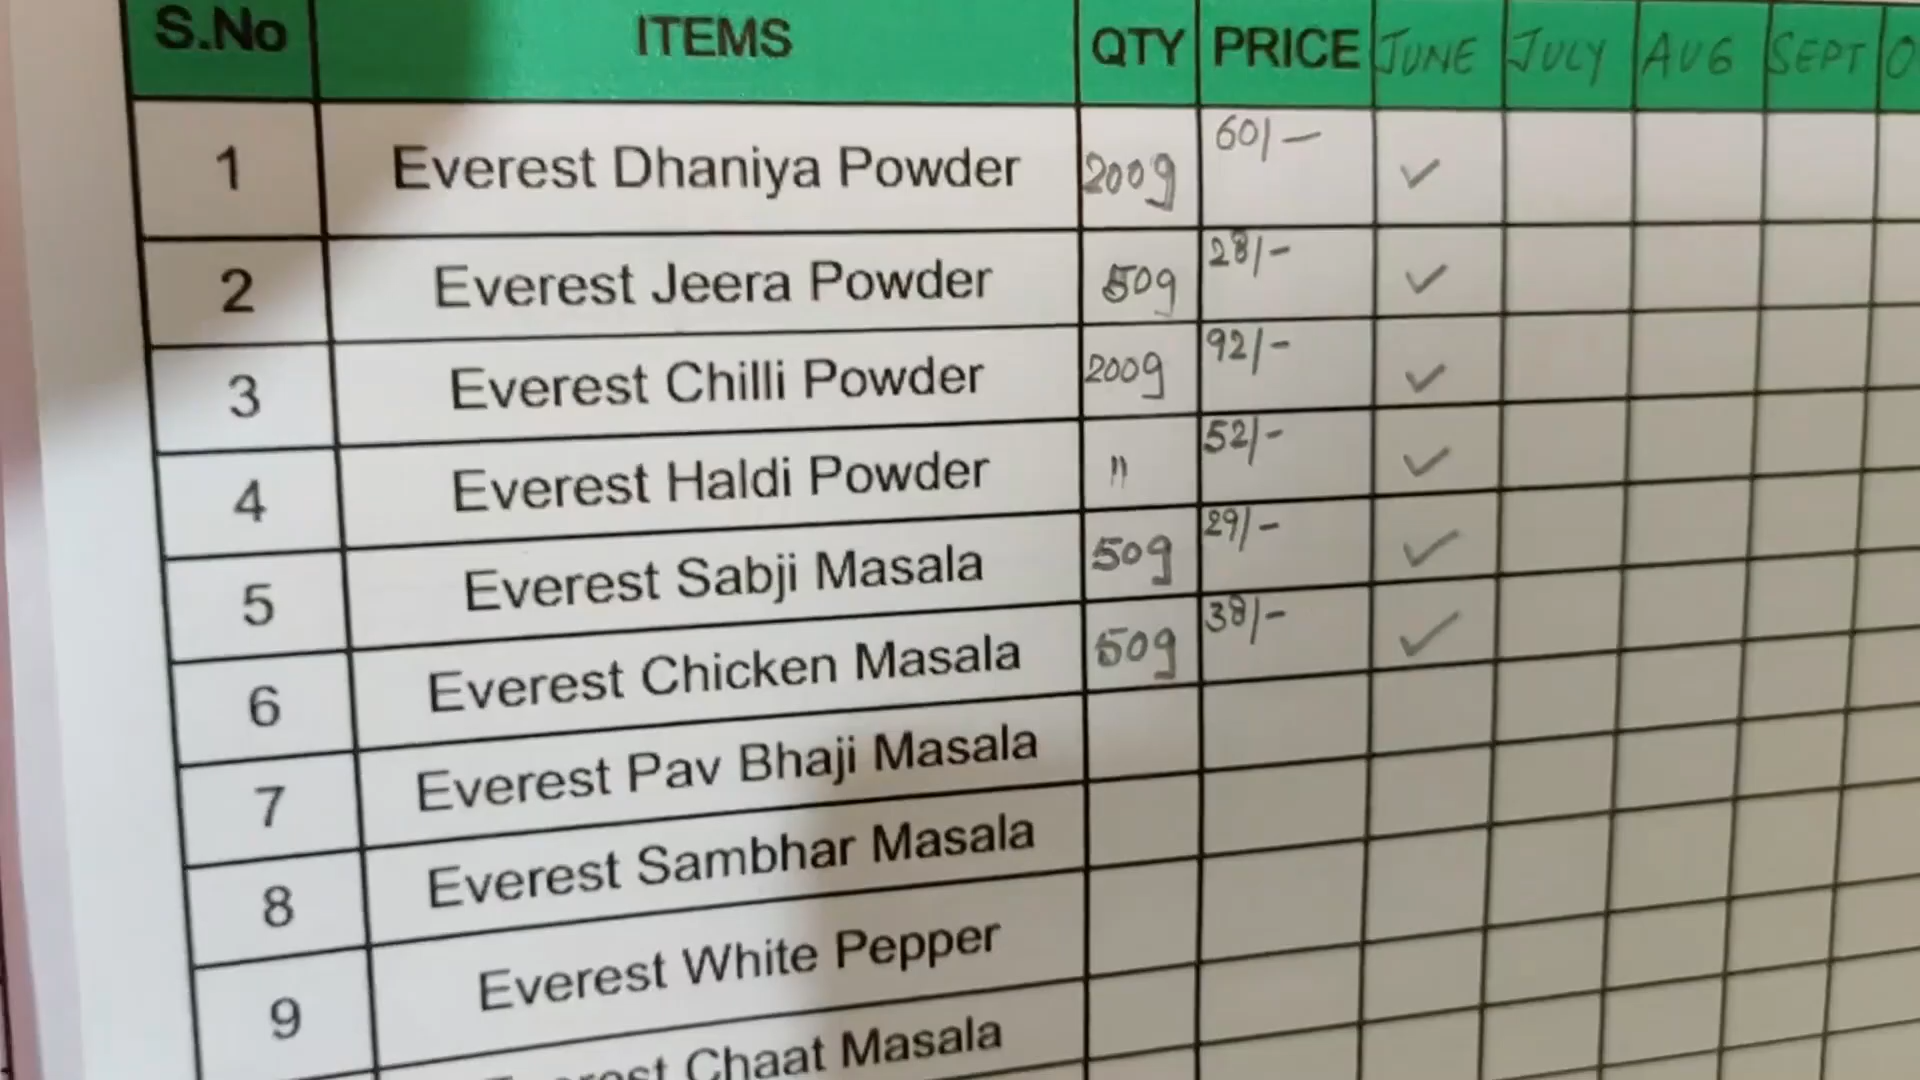 S.No ITEMS QTY PRICE JUNE JULY AUG SEPT O
1 Everest Dhaniya Powder 200g 60/- ✓
2 Everest Jeera Powder 50g 28/- ✓
3 Everest Chilli Powder 200g 92/- ✓
4 Everest Haldi Powder " 52/- ✓
5 Everest Sabji Masala 50g 29/- ✓
6 Everest Chicken Masala 50g 38/- ✓
7 Everest Pav Bhaji Masala
8 Everest Sambhar Masala
9 Everest White Pepper
Chaat Masala